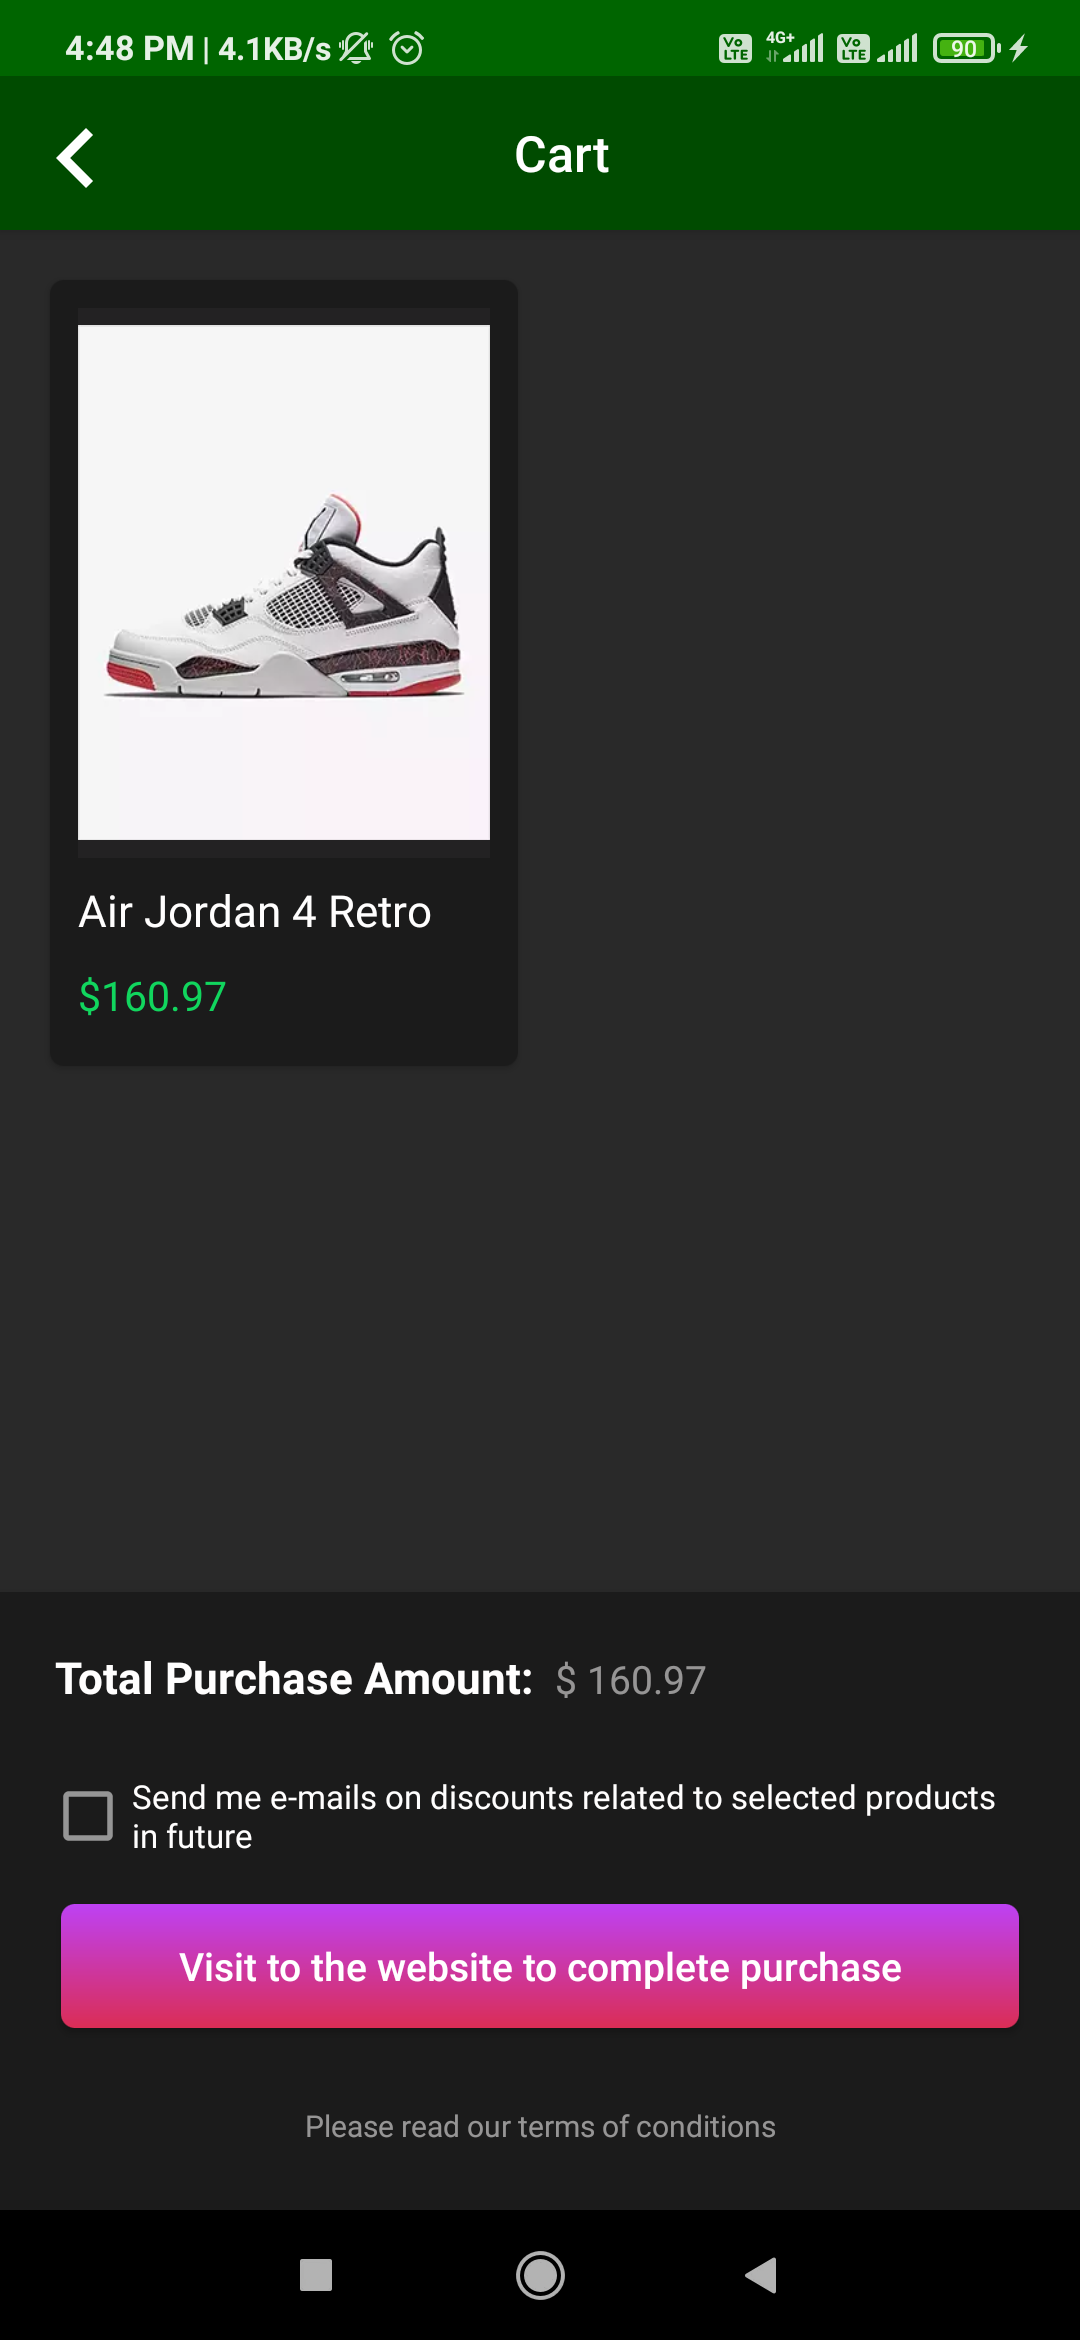 4:48 PM | 4.1KB/s
Vo LTE 4G+ Vo LTE 90
Cart
Air Jordan 4 Retro
$160.97
Total Purchase Amount: $ 160.97
Send me e-mails on discounts related to selected products
in future
Visit to the website to complete purchase
Please read our terms of conditions